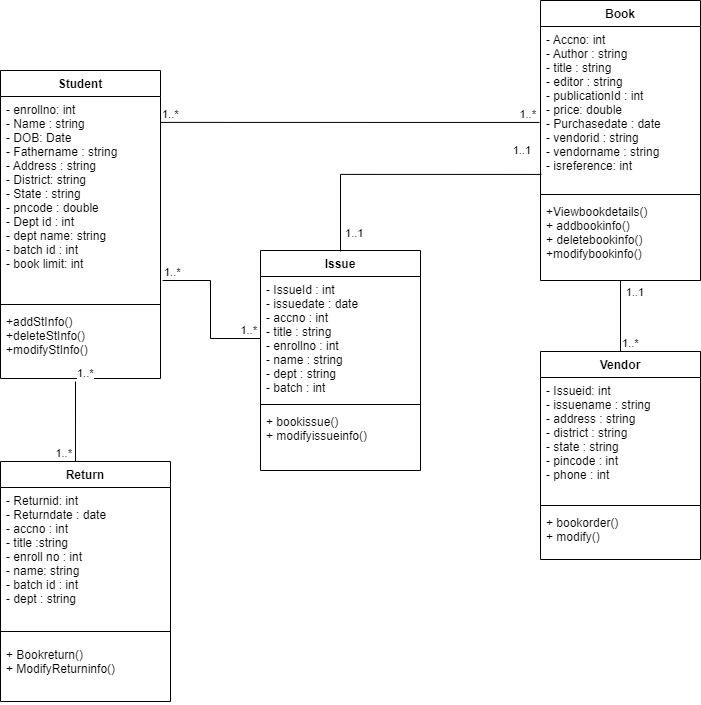 Book
- Accno: int
- Author : string
- title : string
- editor : string
- publicationId : int
- price: double
- Purchasedate : date
- vendorid : string
- vendorname : string
- isreference: int
+Viewbookdetails()
+ addbookinfo()
+ deletebookinfo()
+modifybookinfo()
Student
- enrollno: int
- Name : string
- DOB: Date
- Fathername : string
- Address : string
- District: string
- State : string
- pncode : double
- Dept id : int
- dept name: string
- batch id : int
- book limit: int
+addStInfo()
+deleteStInfo()
+modifyStInfo()
1..*
1..*
1..1
1..1
1..*
1..*
1..1
1..*
1..*
1..*
Issue
- IssueId : int
- issuedate : date
- accno : int
- title : string
- enrollno : int
- name : string
- dept : string
- batch : int
+ bookissue()
+ modifyissueinfo()
Vendor
- Issueid: int
- issuename : string
- address : string
- district : string
- state : string
- pincode : int
- phone : int
+ bookorder()
+ modify()
Return
- Returnid: int
- Returndate : date
- accno : int
- title :string
- enroll no : int
- name: string
- batch id : int
- dept : string
+ Bookreturn()
+ ModifyReturninfo()